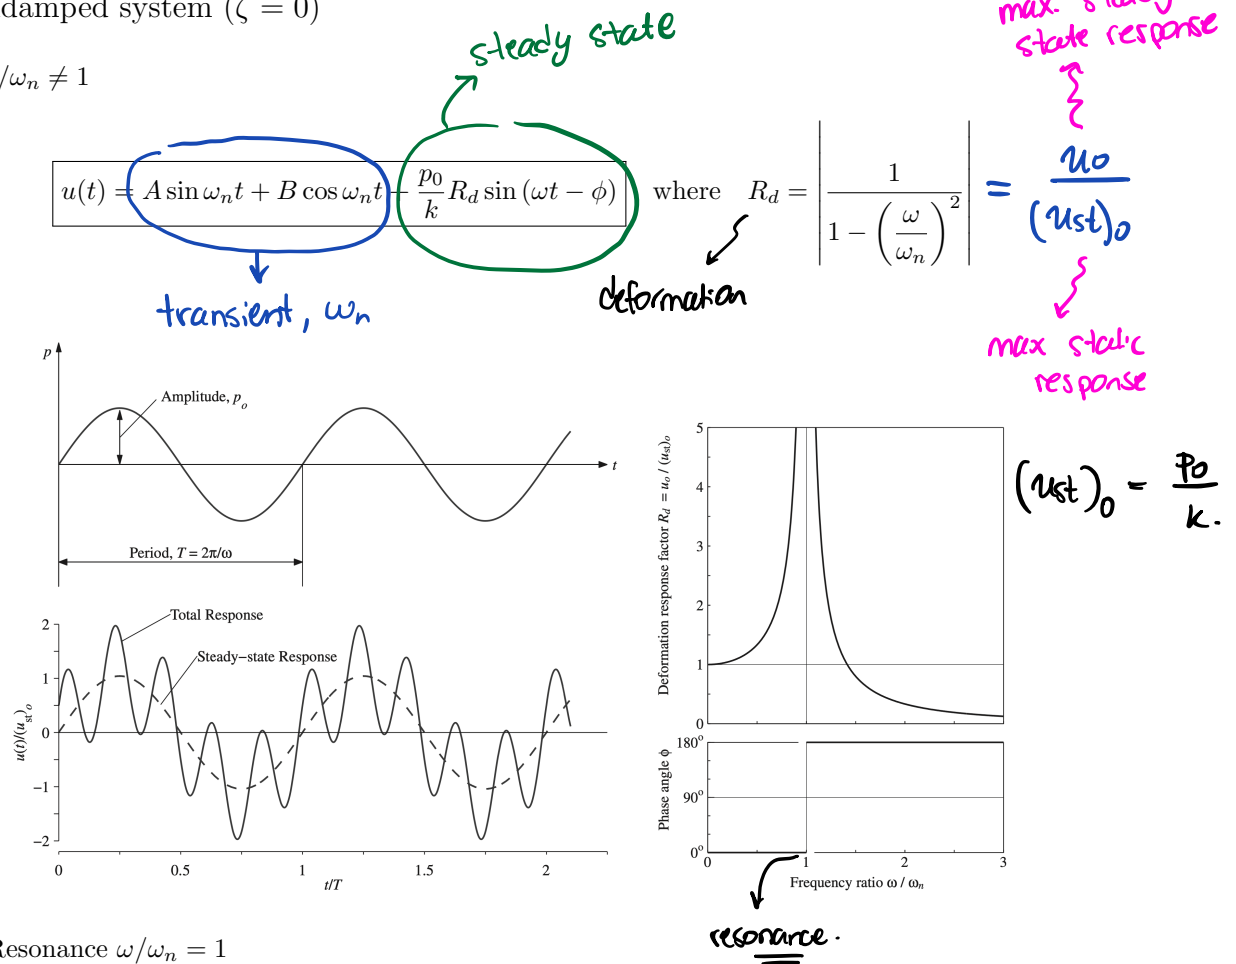 damped system (ζ = 0)
max. steady
state response
steady state
/ωn ≠ 1
u(t) = A sin ωnt + B cos ωnt + p0/k Rd sin (ωt − ϕ) where Rd = | 1 / (1 − (ω/ωn)^2) | = u0 / (ust)0
deformation
transient, ωn
max static
response
p
Amplitude, po
t
Period, T = 2π/ω
Total Response
Steady−state Response
u(t)/(ust)o
2
1
0
−1
−2
0 0.5 1 1.5 2
t/T
Deformation response factor Rd = uo / (ust)o
5
4
3
2
1
0
(ust)0 = p0/k.
Phase angle ϕ
180°
90°
0°
0 1 2 3
Frequency ratio ω / ωn
resonance.
Resonance ω/ωn = 1